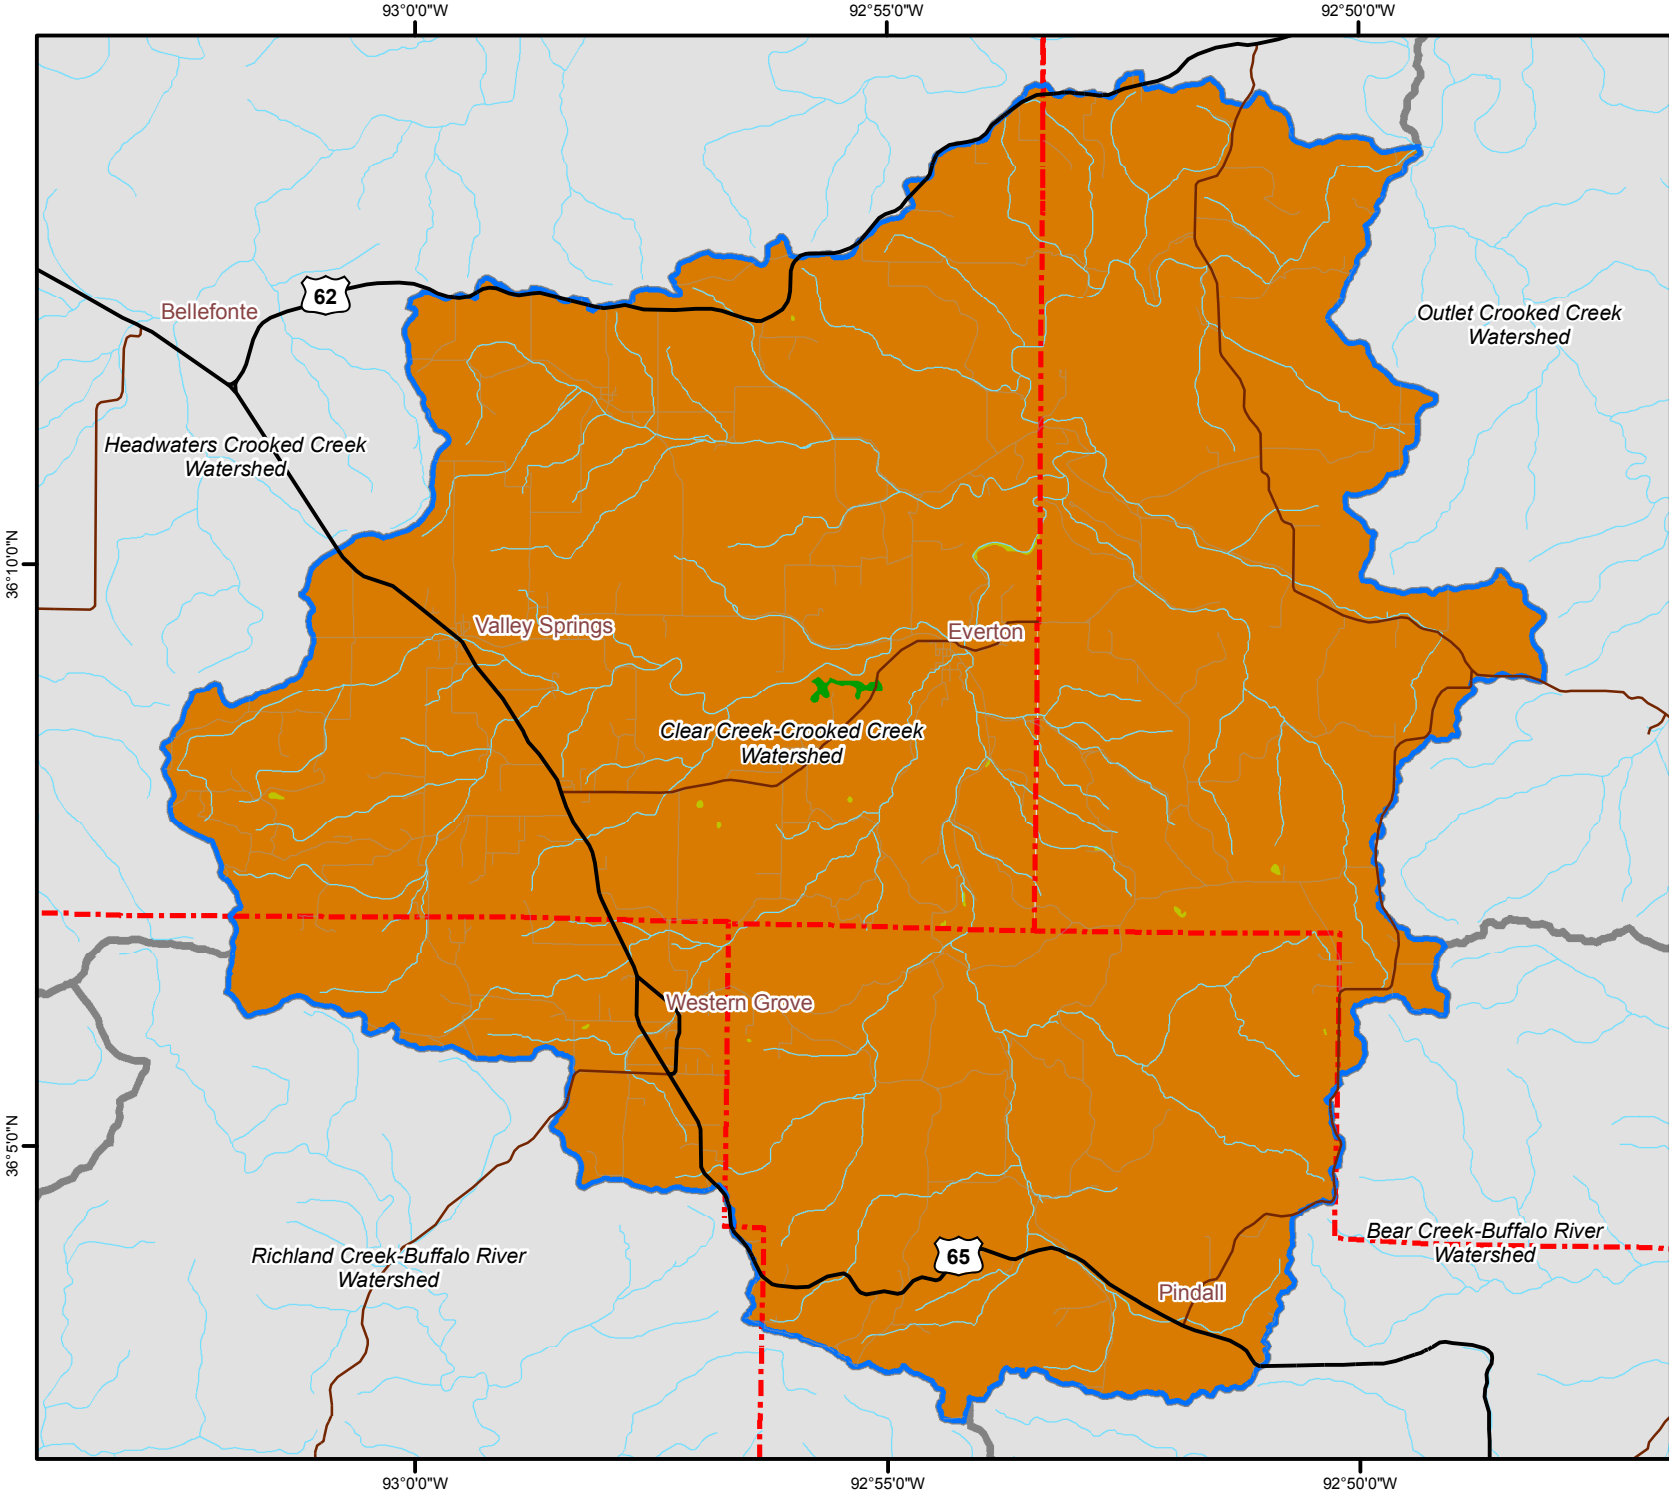 93°0'0"W 92°55'0"W 92°50'0"W
62
Bellefonte
Outlet Crooked Creek
Watershed
Headwaters Crooked Creek
Watershed
36°10'0"N
Valley Springs
Everton
Clear Creek-Crooked Creek
Watershed
Western Grove
36°5'0"N
Bear Creek-Buffalo River
Watershed
Richland Creek-Buffalo River
Watershed
65
Pindall
93°0'0"W 92°55'0"W 92°50'0"W